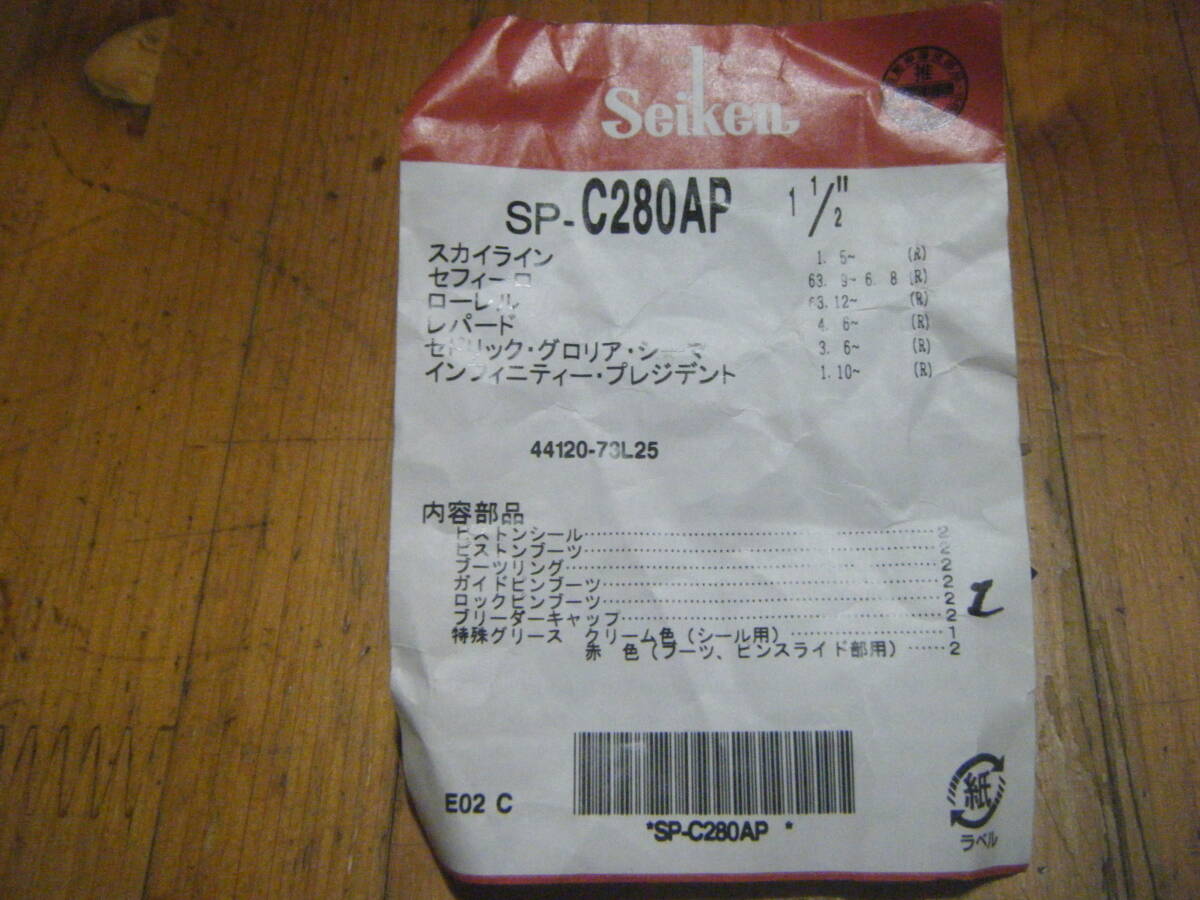 推
Seiken
SP-C280AP 1 1/2"
スカイライン 1. 5~ (R)
セフィーロ 63. 9~ 6. 8 (R)
ローレル 63.12~ (R)
レパード 4. 6~ (R)
セドリック・グロリア・シーマ 3. 6~ (R)
インフィニティー・プレジデント 1.10~ (R)
44120-73L25
内容部品
ピストンシール 2
ピストンブーツ 2
ブーツリング 2
ガイドピンブーツ 2
ロックピンブーツ 2
ブリーダーキャップ 2
特殊グリース クリーム色(シール用) 1
赤 色(ブーツ、ピンスライド部用) 2
E02 C
*SP-C280AP *
紙
ラベル